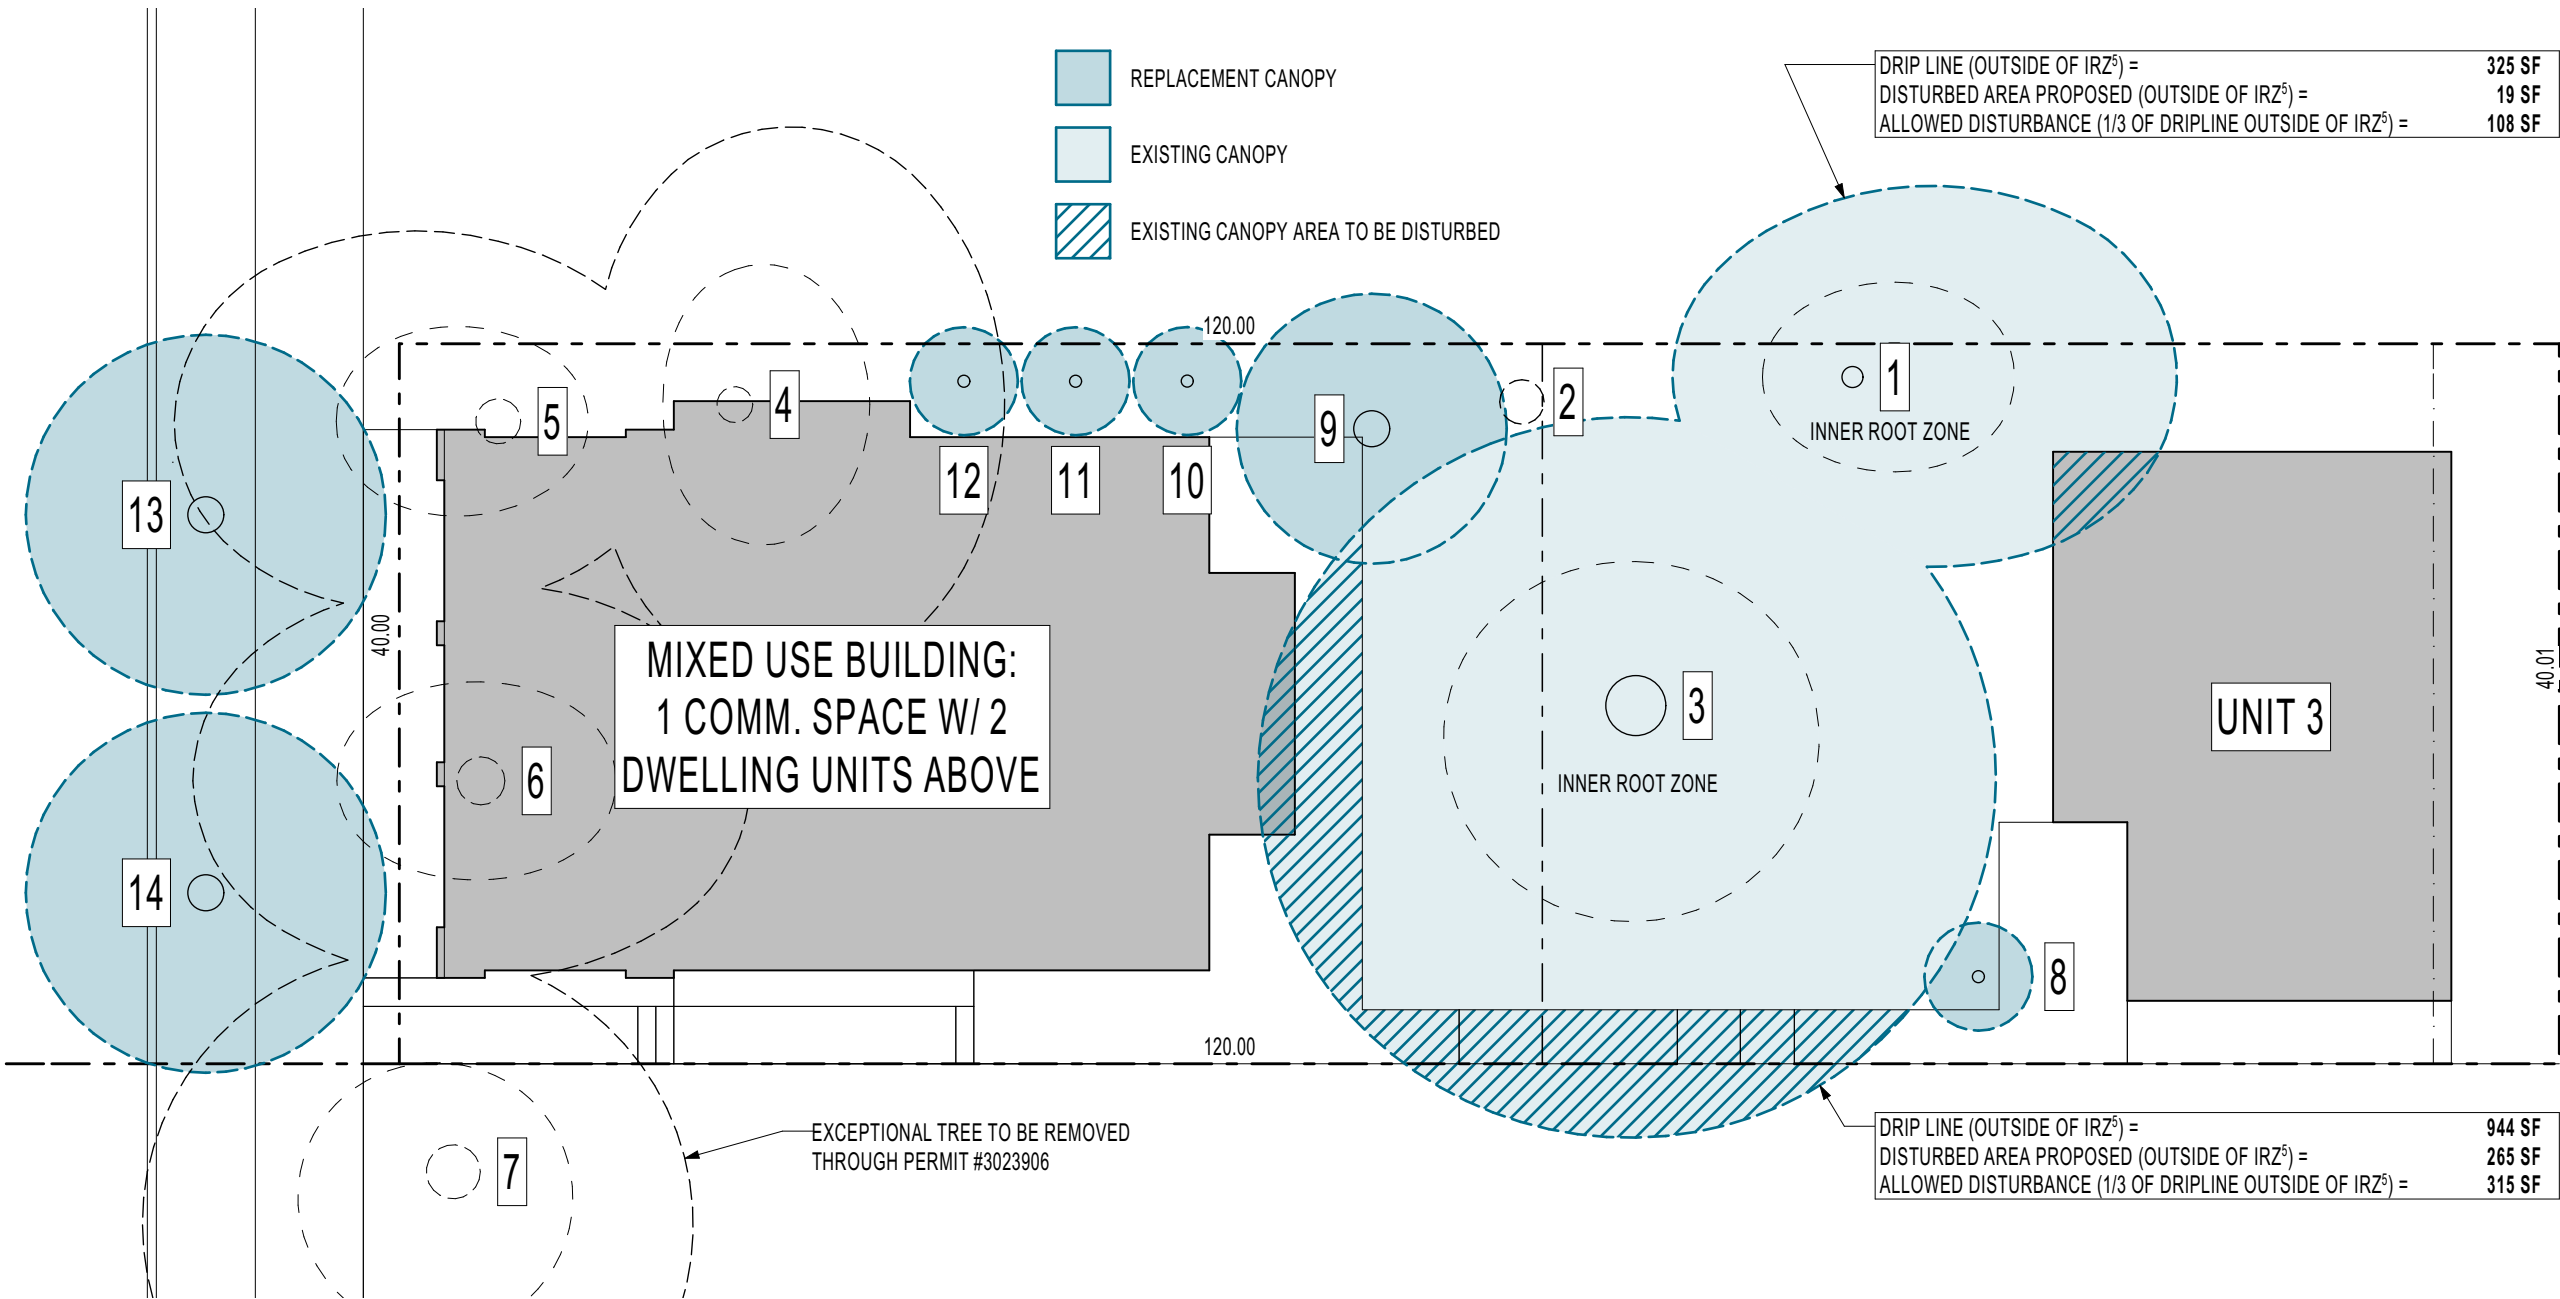 REPLACEMENT CANOPY
EXISTING CANOPY
EXISTING CANOPY AREA TO BE DISTURBED
DRIP LINE (OUTSIDE OF IRZ⁵) = 325 SF
DISTURBED AREA PROPOSED (OUTSIDE OF IRZ⁵) = 19 SF
ALLOWED DISTURBANCE (1/3 OF DRIPLINE OUTSIDE OF IRZ⁵) = 108 SF
120.00
5
4
12
11
10
9
2
1
INNER ROOT ZONE
13
40.00
MIXED USE BUILDING:
1 COMM. SPACE W/ 2
DWELLING UNITS ABOVE
3
INNER ROOT ZONE
UNIT 3
40.01
6
14
8
120.00
7
EXCEPTIONAL TREE TO BE REMOVED
THROUGH PERMIT #3023906
DRIP LINE (OUTSIDE OF IRZ⁵) = 944 SF
DISTURBED AREA PROPOSED (OUTSIDE OF IRZ⁵) = 265 SF
ALLOWED DISTURBANCE (1/3 OF DRIPLINE OUTSIDE OF IRZ⁵) = 315 SF